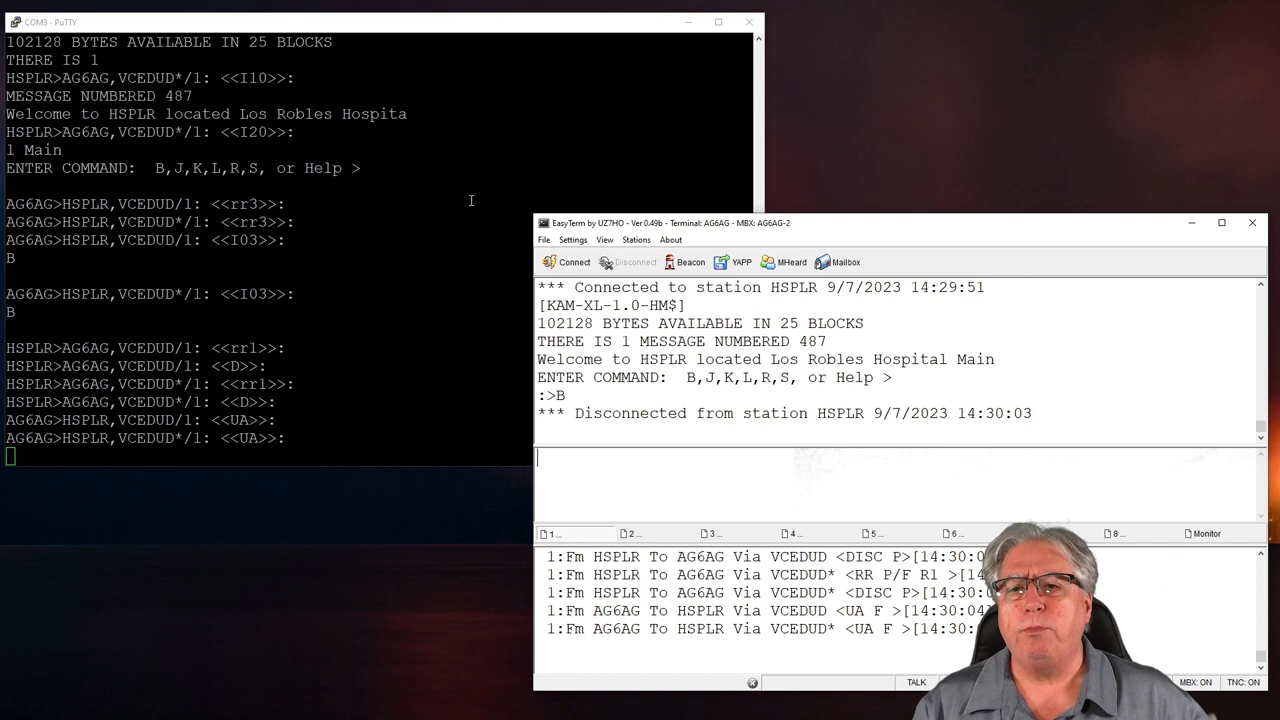 COM3 - PuTTY
102128 BYTES AVAILABLE IN 25 BLOCKS
THERE IS 1
HSPLR>AG6AG,VCEDUD*/1: <<I10>>:
MESSAGE NUMBERED 487
Welcome to HSPLR located Los Robles Hospita
HSPLR>AG6AG,VCEDUD*/1: <<I20>>:
l Main
ENTER COMMAND:  B,J,K,L,R,S, or Help >
AG6AG>HSPLR,VCEDUD/1: <<rr3>>:
AG6AG>HSPLR,VCEDUD*/1: <<rr3>>:
AG6AG>HSPLR,VCEDUD/1: <<I03>>:
B
AG6AG>HSPLR,VCEDUD*/1: <<I03>>:
B
HSPLR>AG6AG,VCEDUD/1: <<rr1>>:
HSPLR>AG6AG,VCEDUD/1: <<D>>:
HSPLR>AG6AG,VCEDUD*/1: <<rr1>>:
HSPLR>AG6AG,VCEDUD*/1: <<D>>:
AG6AG>HSPLR,VCEDUD/1: <<UA>>:
AG6AG>HSPLR,VCEDUD*/1: <<UA>>:
EasyTerm by UZ7HO - Ver 0.49b - Terminal: AG6AG - MBX: AG6AG-2
File Settings View Stations About
Connect Disconnect Beacon YAPP MHeard Mailbox
*** Connected to station HSPLR 9/7/2023 14:29:51
[KAM-XL-1.0-HM$]
102128 BYTES AVAILABLE IN 25 BLOCKS
THERE IS 1 MESSAGE NUMBERED 487
Welcome to HSPLR located Los Robles Hospital Main
ENTER COMMAND:  B,J,K,L,R,S, or Help >
:>B
*** Disconnected from station HSPLR 9/7/2023 14:30:03
1 ... 2 ... 3 ... 4 ... 5 ... 6 ... 8 ... Monitor
1:Fm HSPLR To AG6AG Via VCEDUD <DISC P>[14:30:0
1:Fm HSPLR To AG6AG Via VCEDUD* <RR P/F R1 >[14
1:Fm HSPLR To AG6AG Via VCEDUD* <DISC P>[14:30:0
1:Fm AG6AG To HSPLR Via VCEDUD <UA F >[14:30:04]
1:Fm AG6AG To HSPLR Via VCEDUD* <UA F >[14:30:
TALK MBX: ON TNC: ON